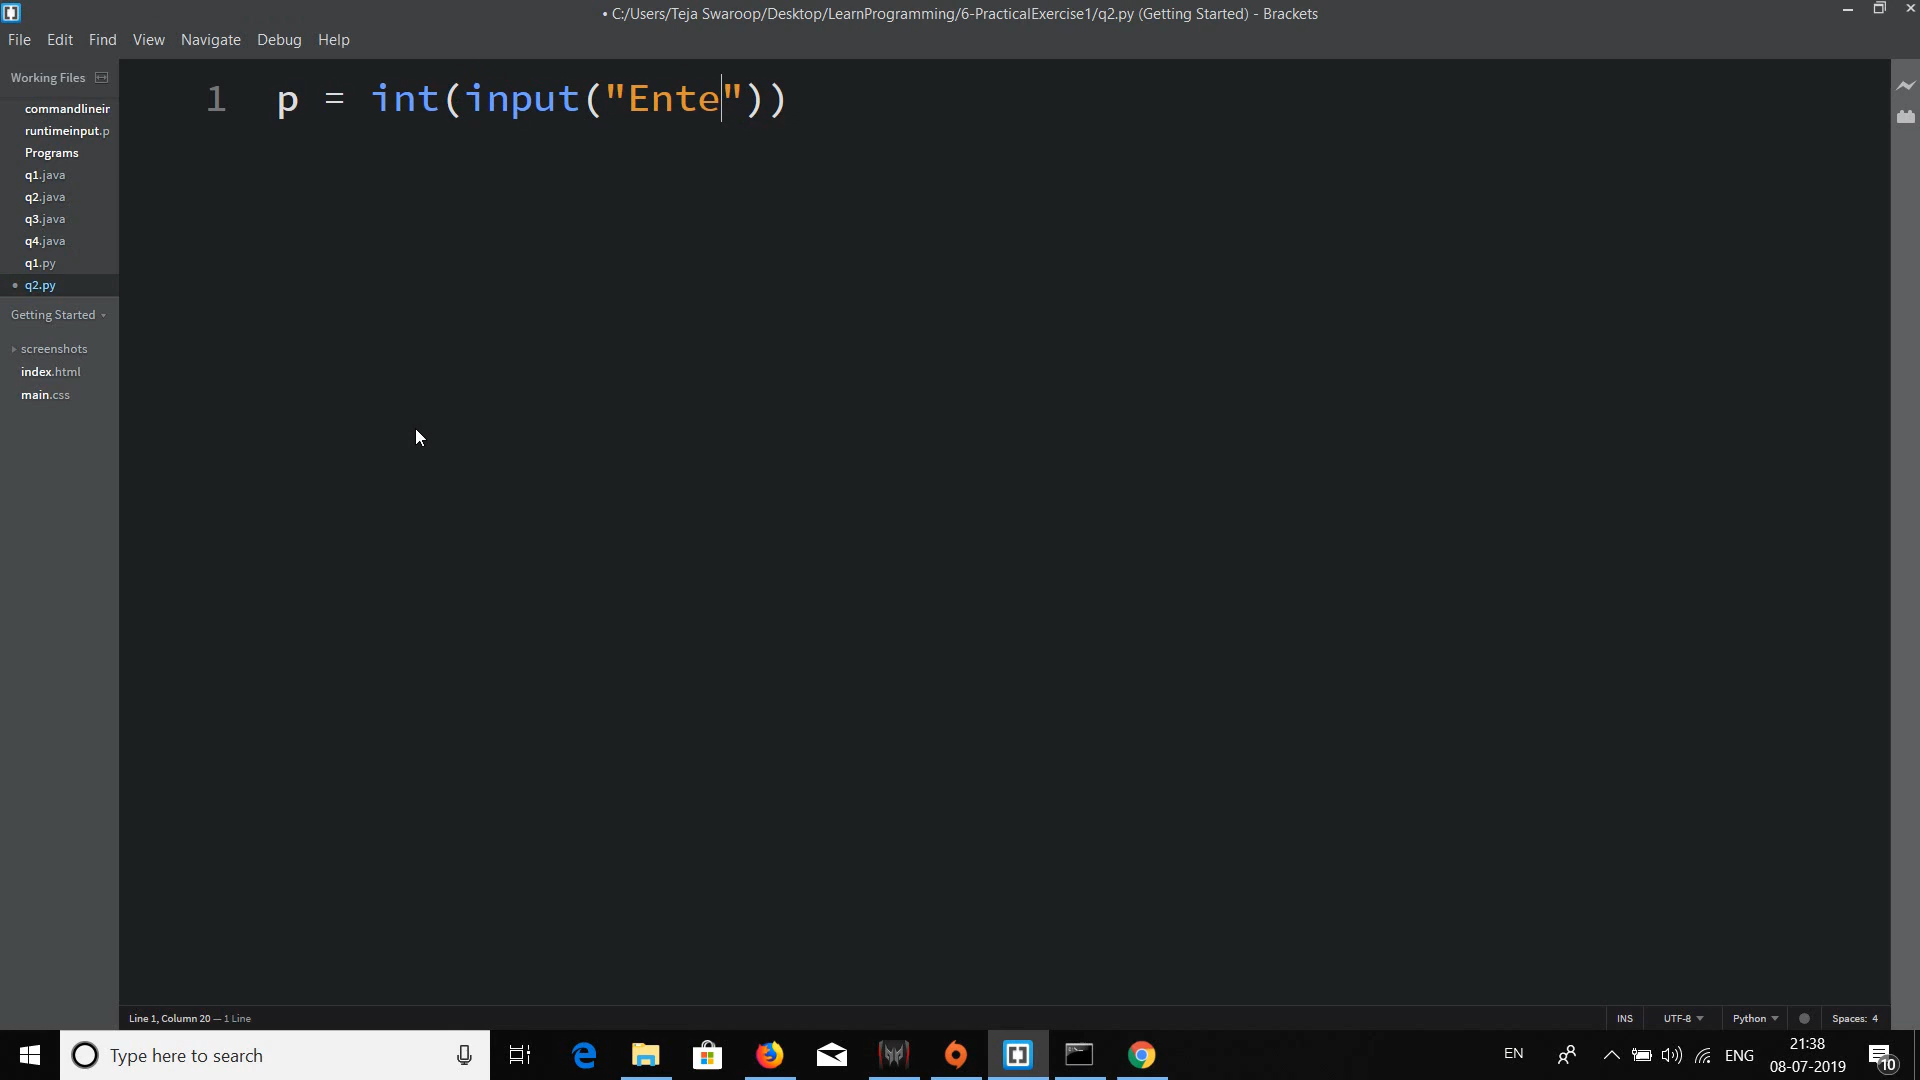 • C:/Users/Teja Swaroop/Desktop/LearnProgramming/6-PracticalExercise1/q2.py (Getting Started) - Brackets
File Edit Find View Navigate Debug Help
Working Files
commandlineir
runtimeinput.p
Programs
q1.java
q2.java
q3.java
q4.java
q1.py
• q2.py
Getting Started
screenshots
index.html
main.css
1 p = int(input("Ente"))
Line 1, Column 20 — 1 Line
INS UTF-8 Python Spaces: 4
Type here to search
EN
ENG
21:38
08-07-2019
10